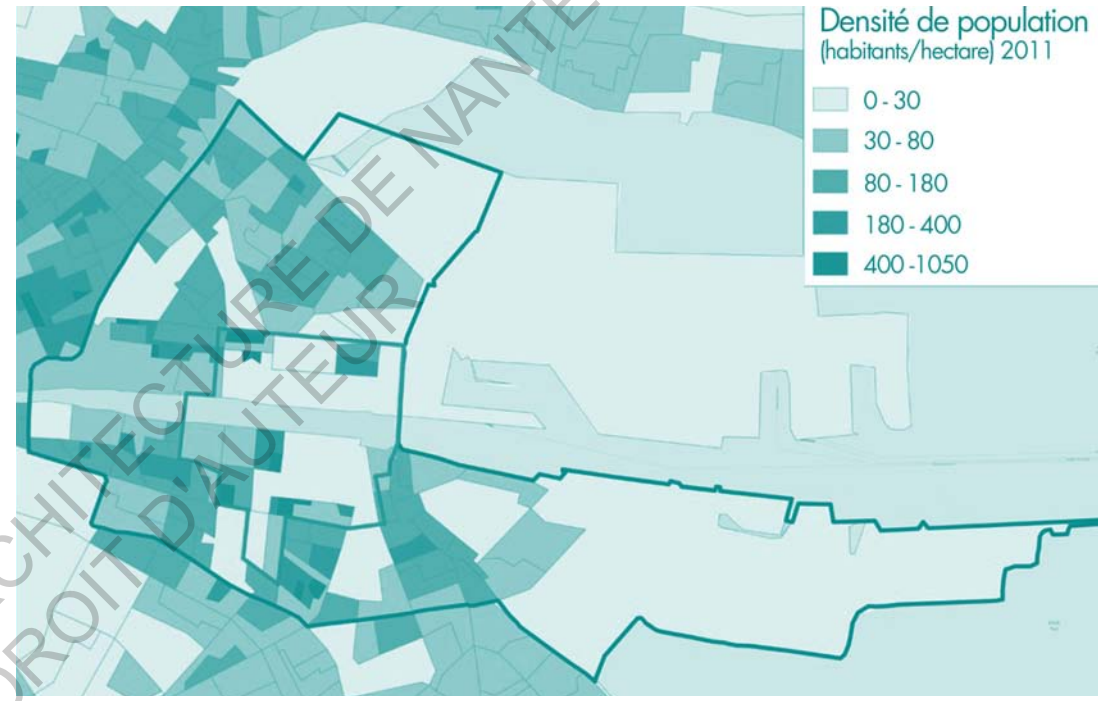 Densité de population
(habitants/hectare) 2011
0 - 30
30 - 80
80 - 180
180 - 400
400 -1050
ARCHITECTURE DE NANTES
DROIT D'AUTEUR